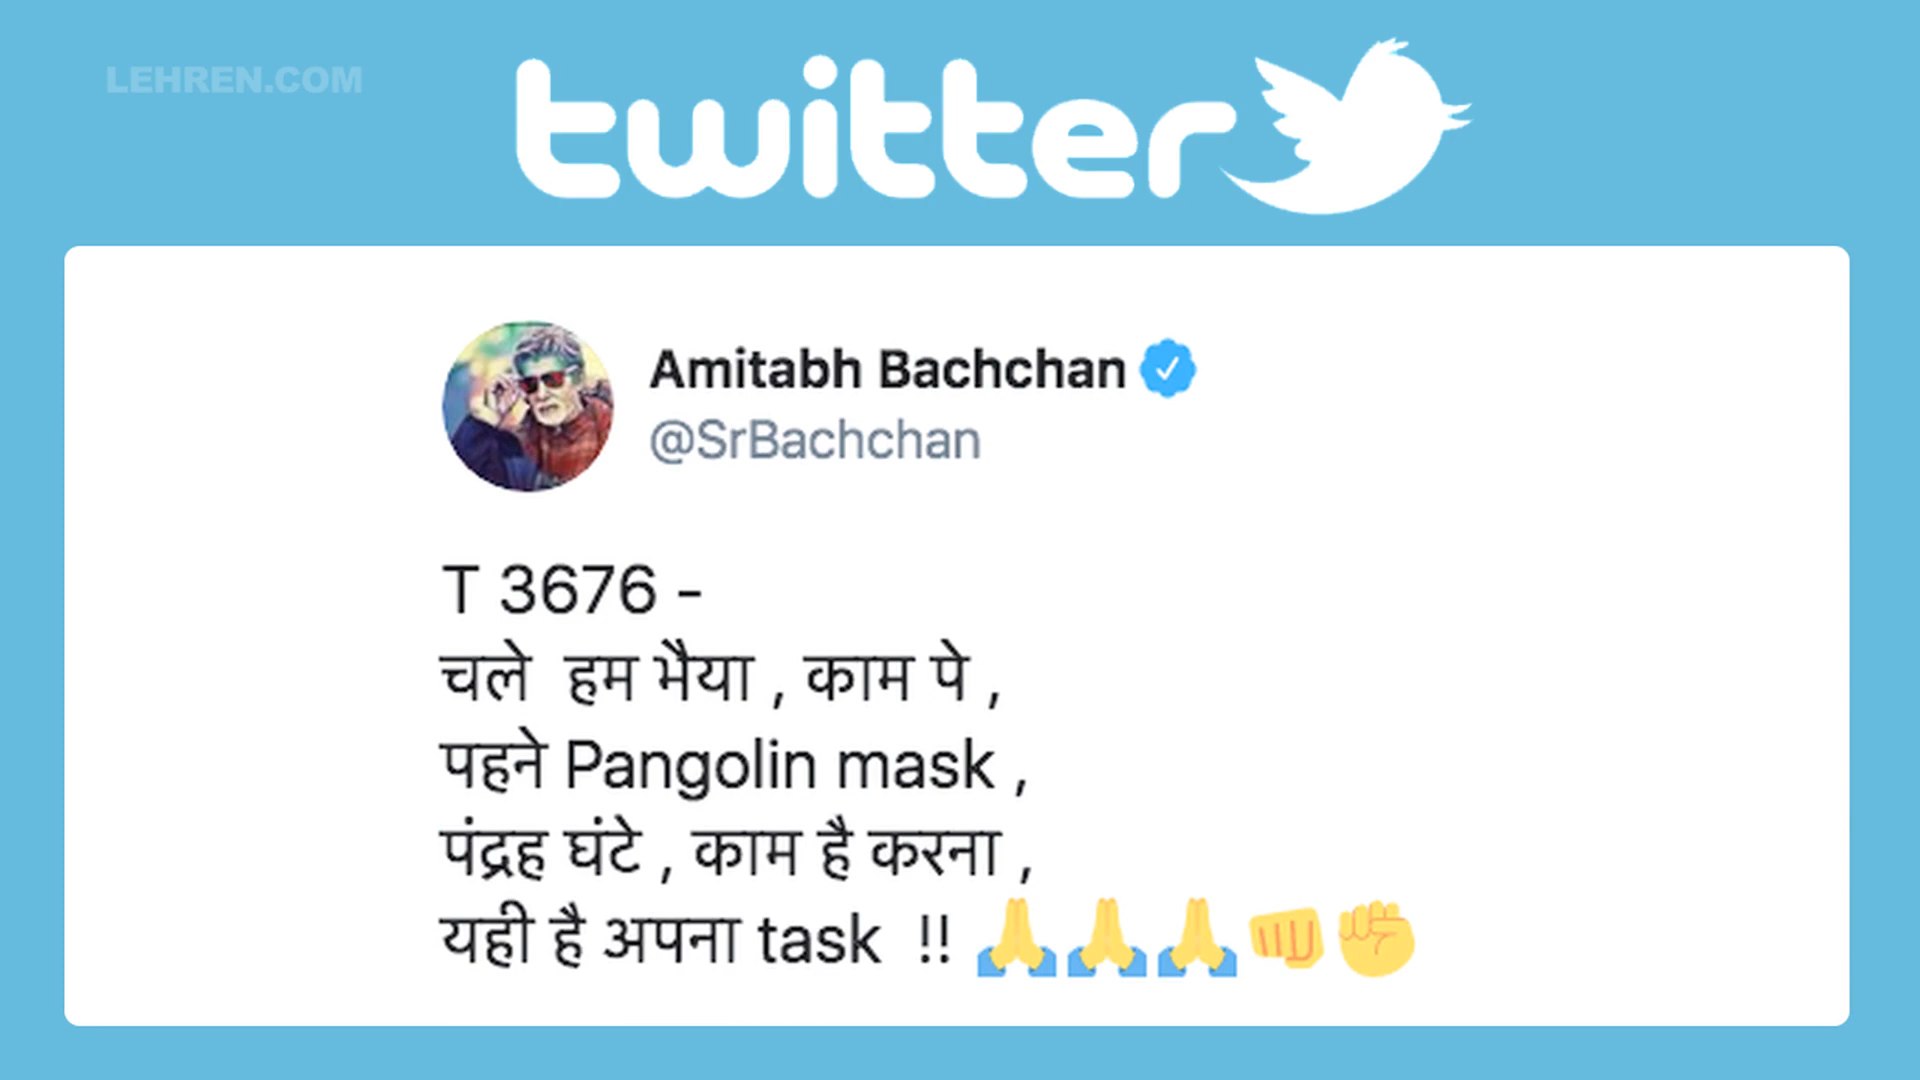 LEHREN.COM
twitter
Amitabh Bachchan
@SrBachchan
T 3676 -
चले  हम भैया , काम पे ,
पहने Pangolin mask ,
पंद्रह घंटे , काम है करना ,
यही है अपना task  !! 🙏🙏🙏👊✊